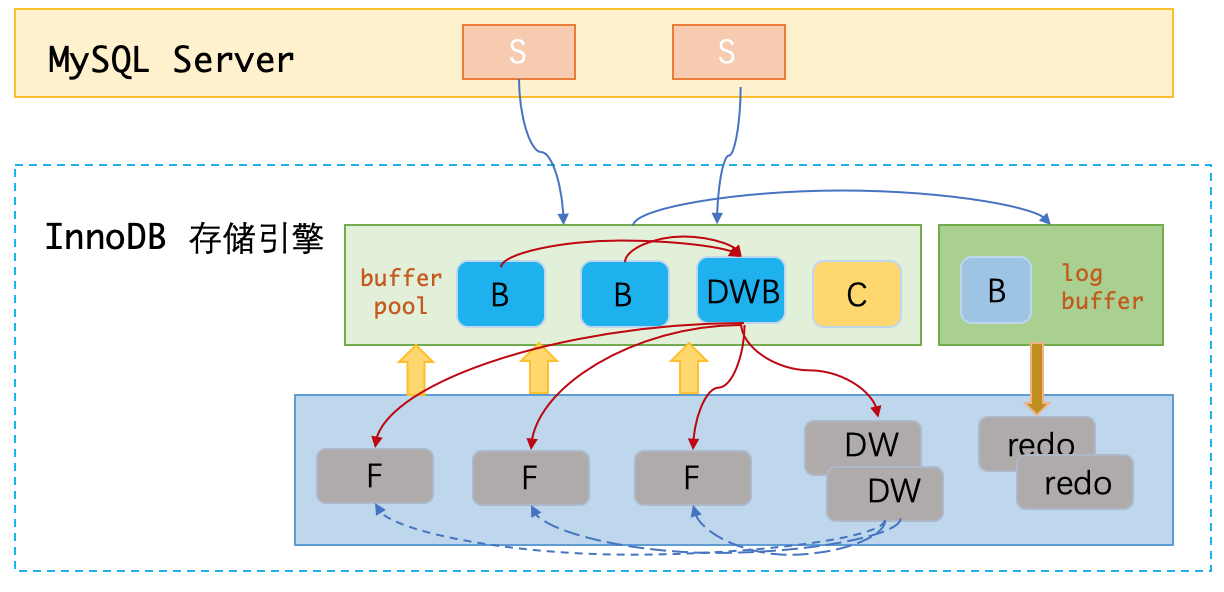 MySQL Server
S
S
InnoDB 存储引擎
buffer
pool
B
B
DWB
C
B
log
buffer
F
F
F
DW
DW
redo
redo